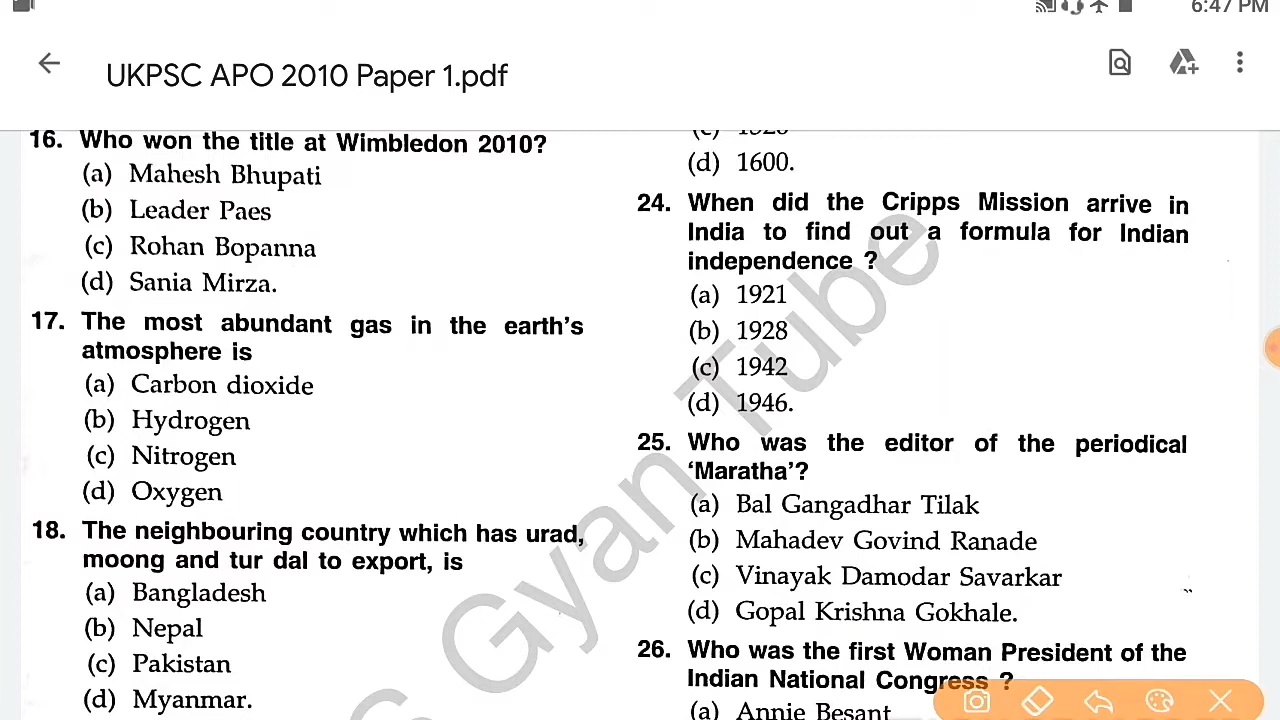 6:47 PM
UKPSC APO 2010 Paper 1.pdf
16. Who won the title at Wimbledon 2010?
(a) Mahesh Bhupati
(b) Leader Paes
(c) Rohan Bopanna
(d) Sania Mirza.
17. The most abundant gas in the earth's
atmosphere is
(a) Carbon dioxide
(b) Hydrogen
(c) Nitrogen
(d) Oxygen
18. The neighbouring country which has urad,
moong and tur dal to export, is
(a) Bangladesh
(b) Nepal
(c) Pakistan
(d) Myanmar.
(d) 1600.
24. When did the Cripps Mission arrive in
India to find out a formula for Indian
independence ?
(a) 1921
(b) 1928
(c) 1942
(d) 1946.
25. Who was the editor of the periodical
'Maratha'?
(a) Bal Gangadhar Tilak
(b) Mahadev Govind Ranade
(c) Vinayak Damodar Savarkar
(d) Gopal Krishna Gokhale.
26. Who was the first Woman President of the
Indian National Congress ?
(a) Annie Besant
Gyan Tube